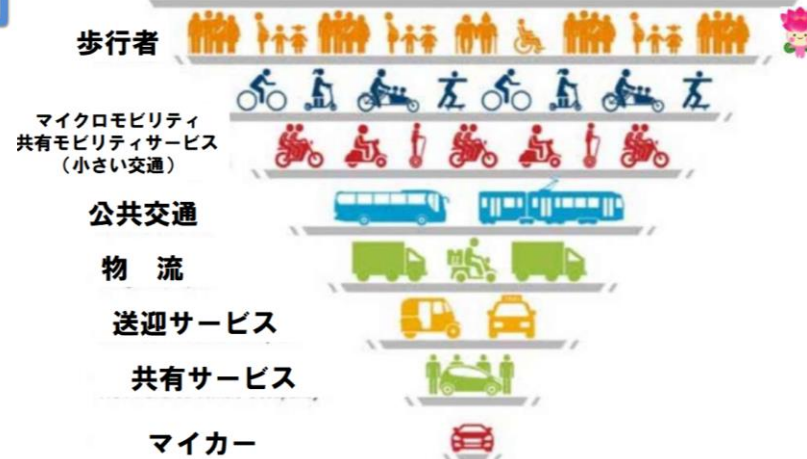 歩行者
マイクロモビリティ
共有モビリティサービス
（小さい交通）
公共交通
物　流
送迎サービス
共有サービス
マイカー